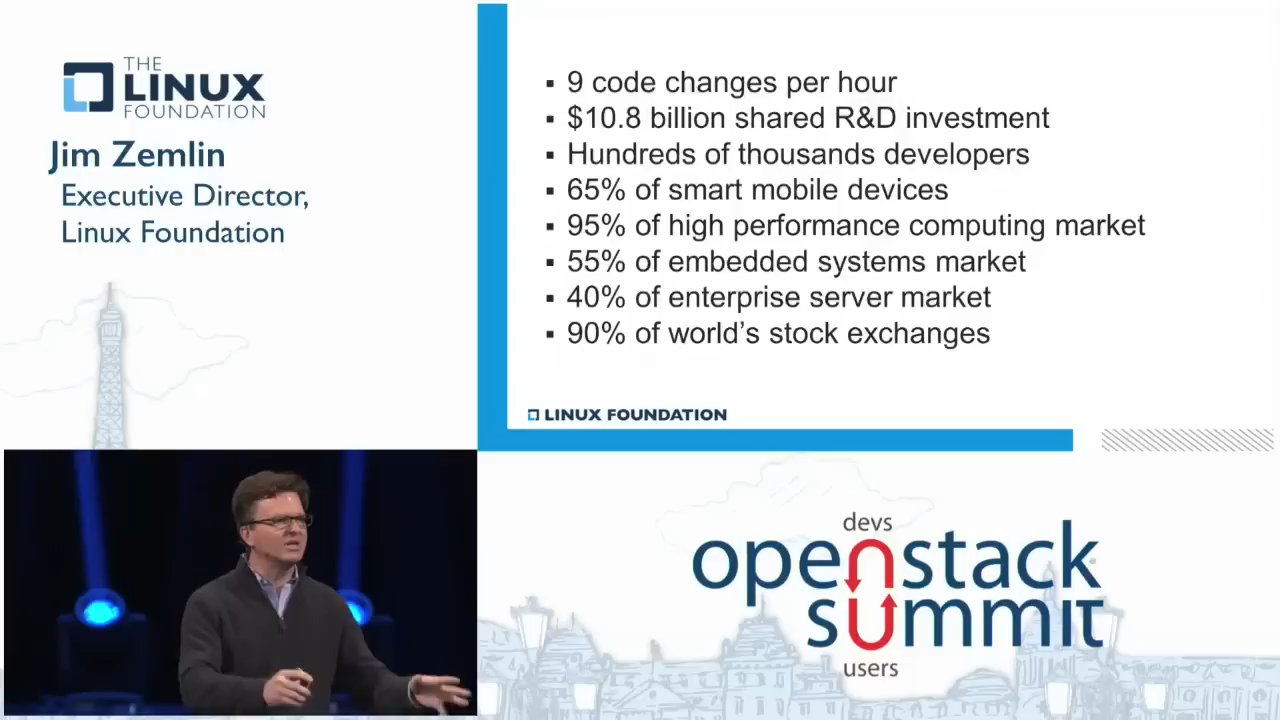 THE
LINUX
FOUNDATION
Jim Zemlin
Executive Director,
Linux Foundation
▪ 9 code changes per hour
▪ $10.8 billion shared R&D investment
▪ Hundreds of thousands developers
▪ 65% of smart mobile devices
▪ 95% of high performance computing market
▪ 55% of embedded systems market
▪ 40% of enterprise server market
▪ 90% of world’s stock exchanges
LINUX FOUNDATION
devs
openstack
summit
users